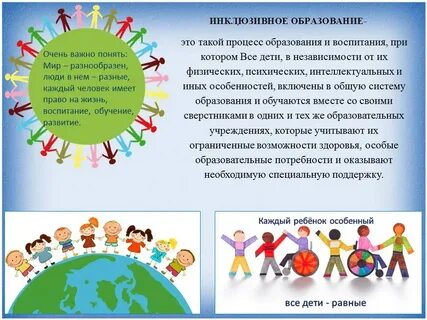 Очень важно понять:
Мир – разнообразен,
люди в нем – разные,
каждый человек имеет
право на жизнь,
воспитание, обучение,
развитие.
ИНКЛЮЗИВНОЕ ОБРАЗОВАНИЕ-
это такой процесс образования и воспитания, при
котором Все дети, в независимости от их
физических, психических, интеллектуальных и
иных особенностей, включены в общую систему
образования и обучаются вместе со своими
сверстниками в одних и тех же образовательных
учреждениях, которые учитывают их
ограниченные возможности здоровья, особые
образовательные потребности и оказывают
необходимую специальную поддержку.
Каждый ребёнок особенный
все дети - равные